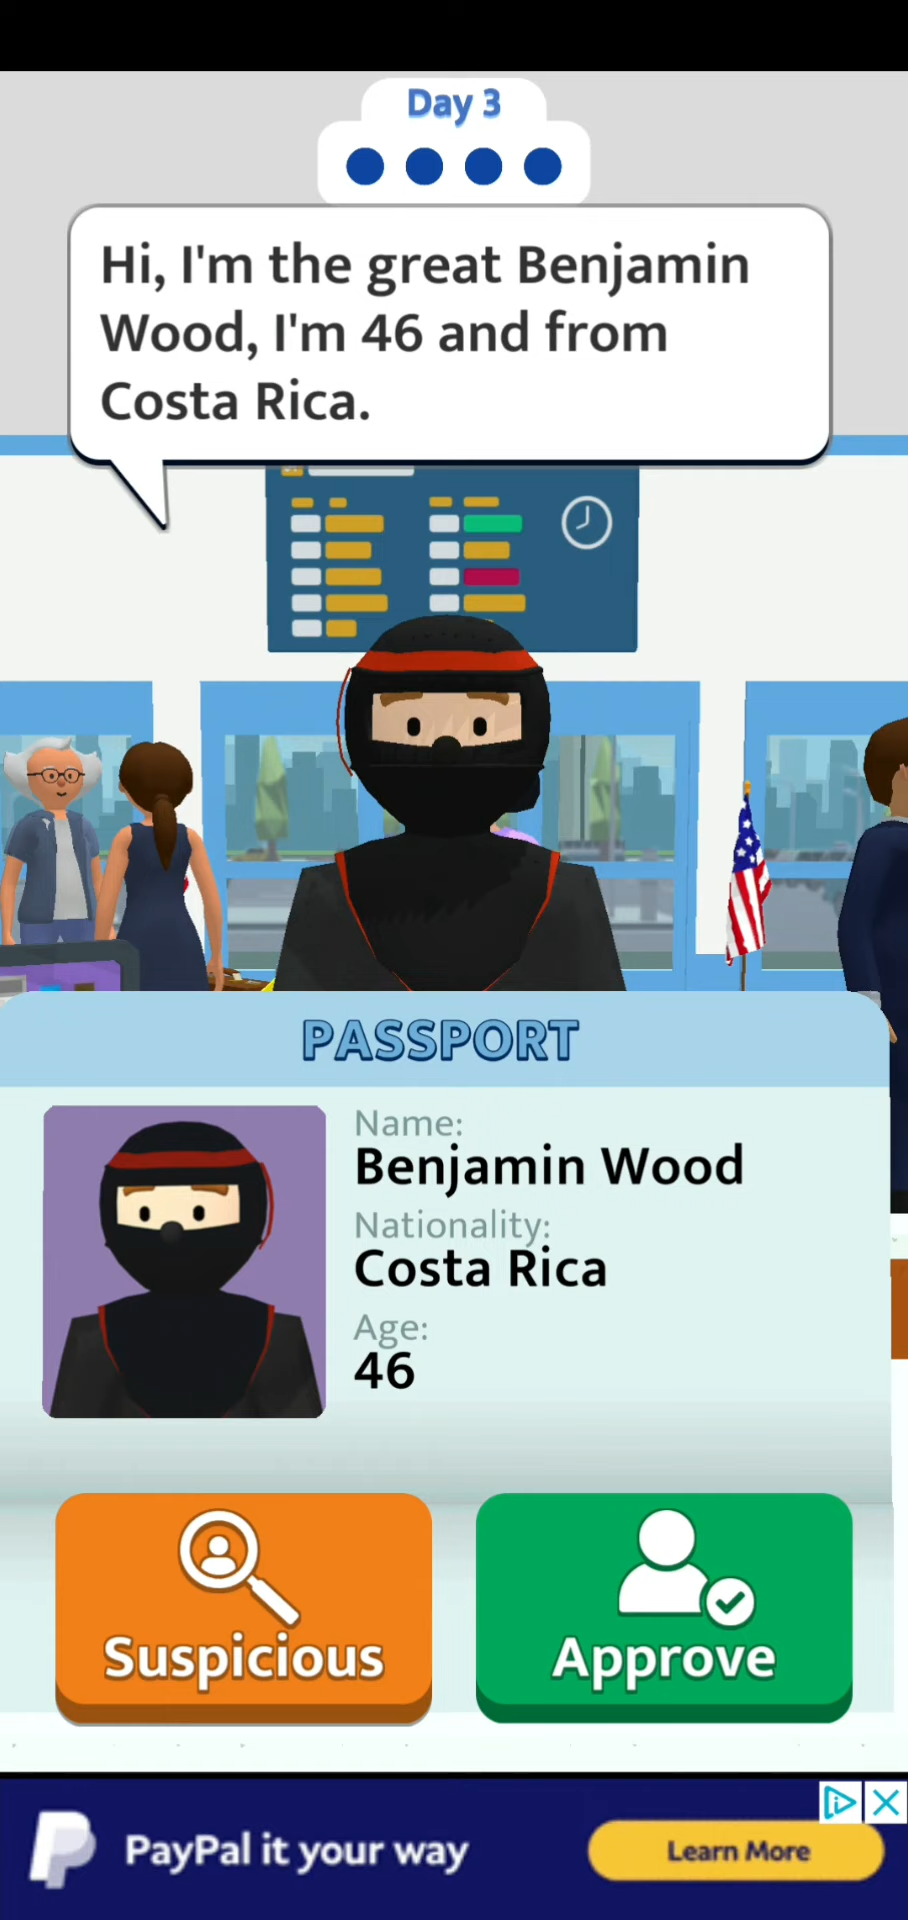 Day 3
Hi, I'm the great Benjamin
Wood, I'm 46 and from
Costa Rica.
PASSPORT
Name:
Benjamin Wood
Nationality:
Costa Rica
Age:
46
Suspicious
Approve
PayPal it your way
Learn More